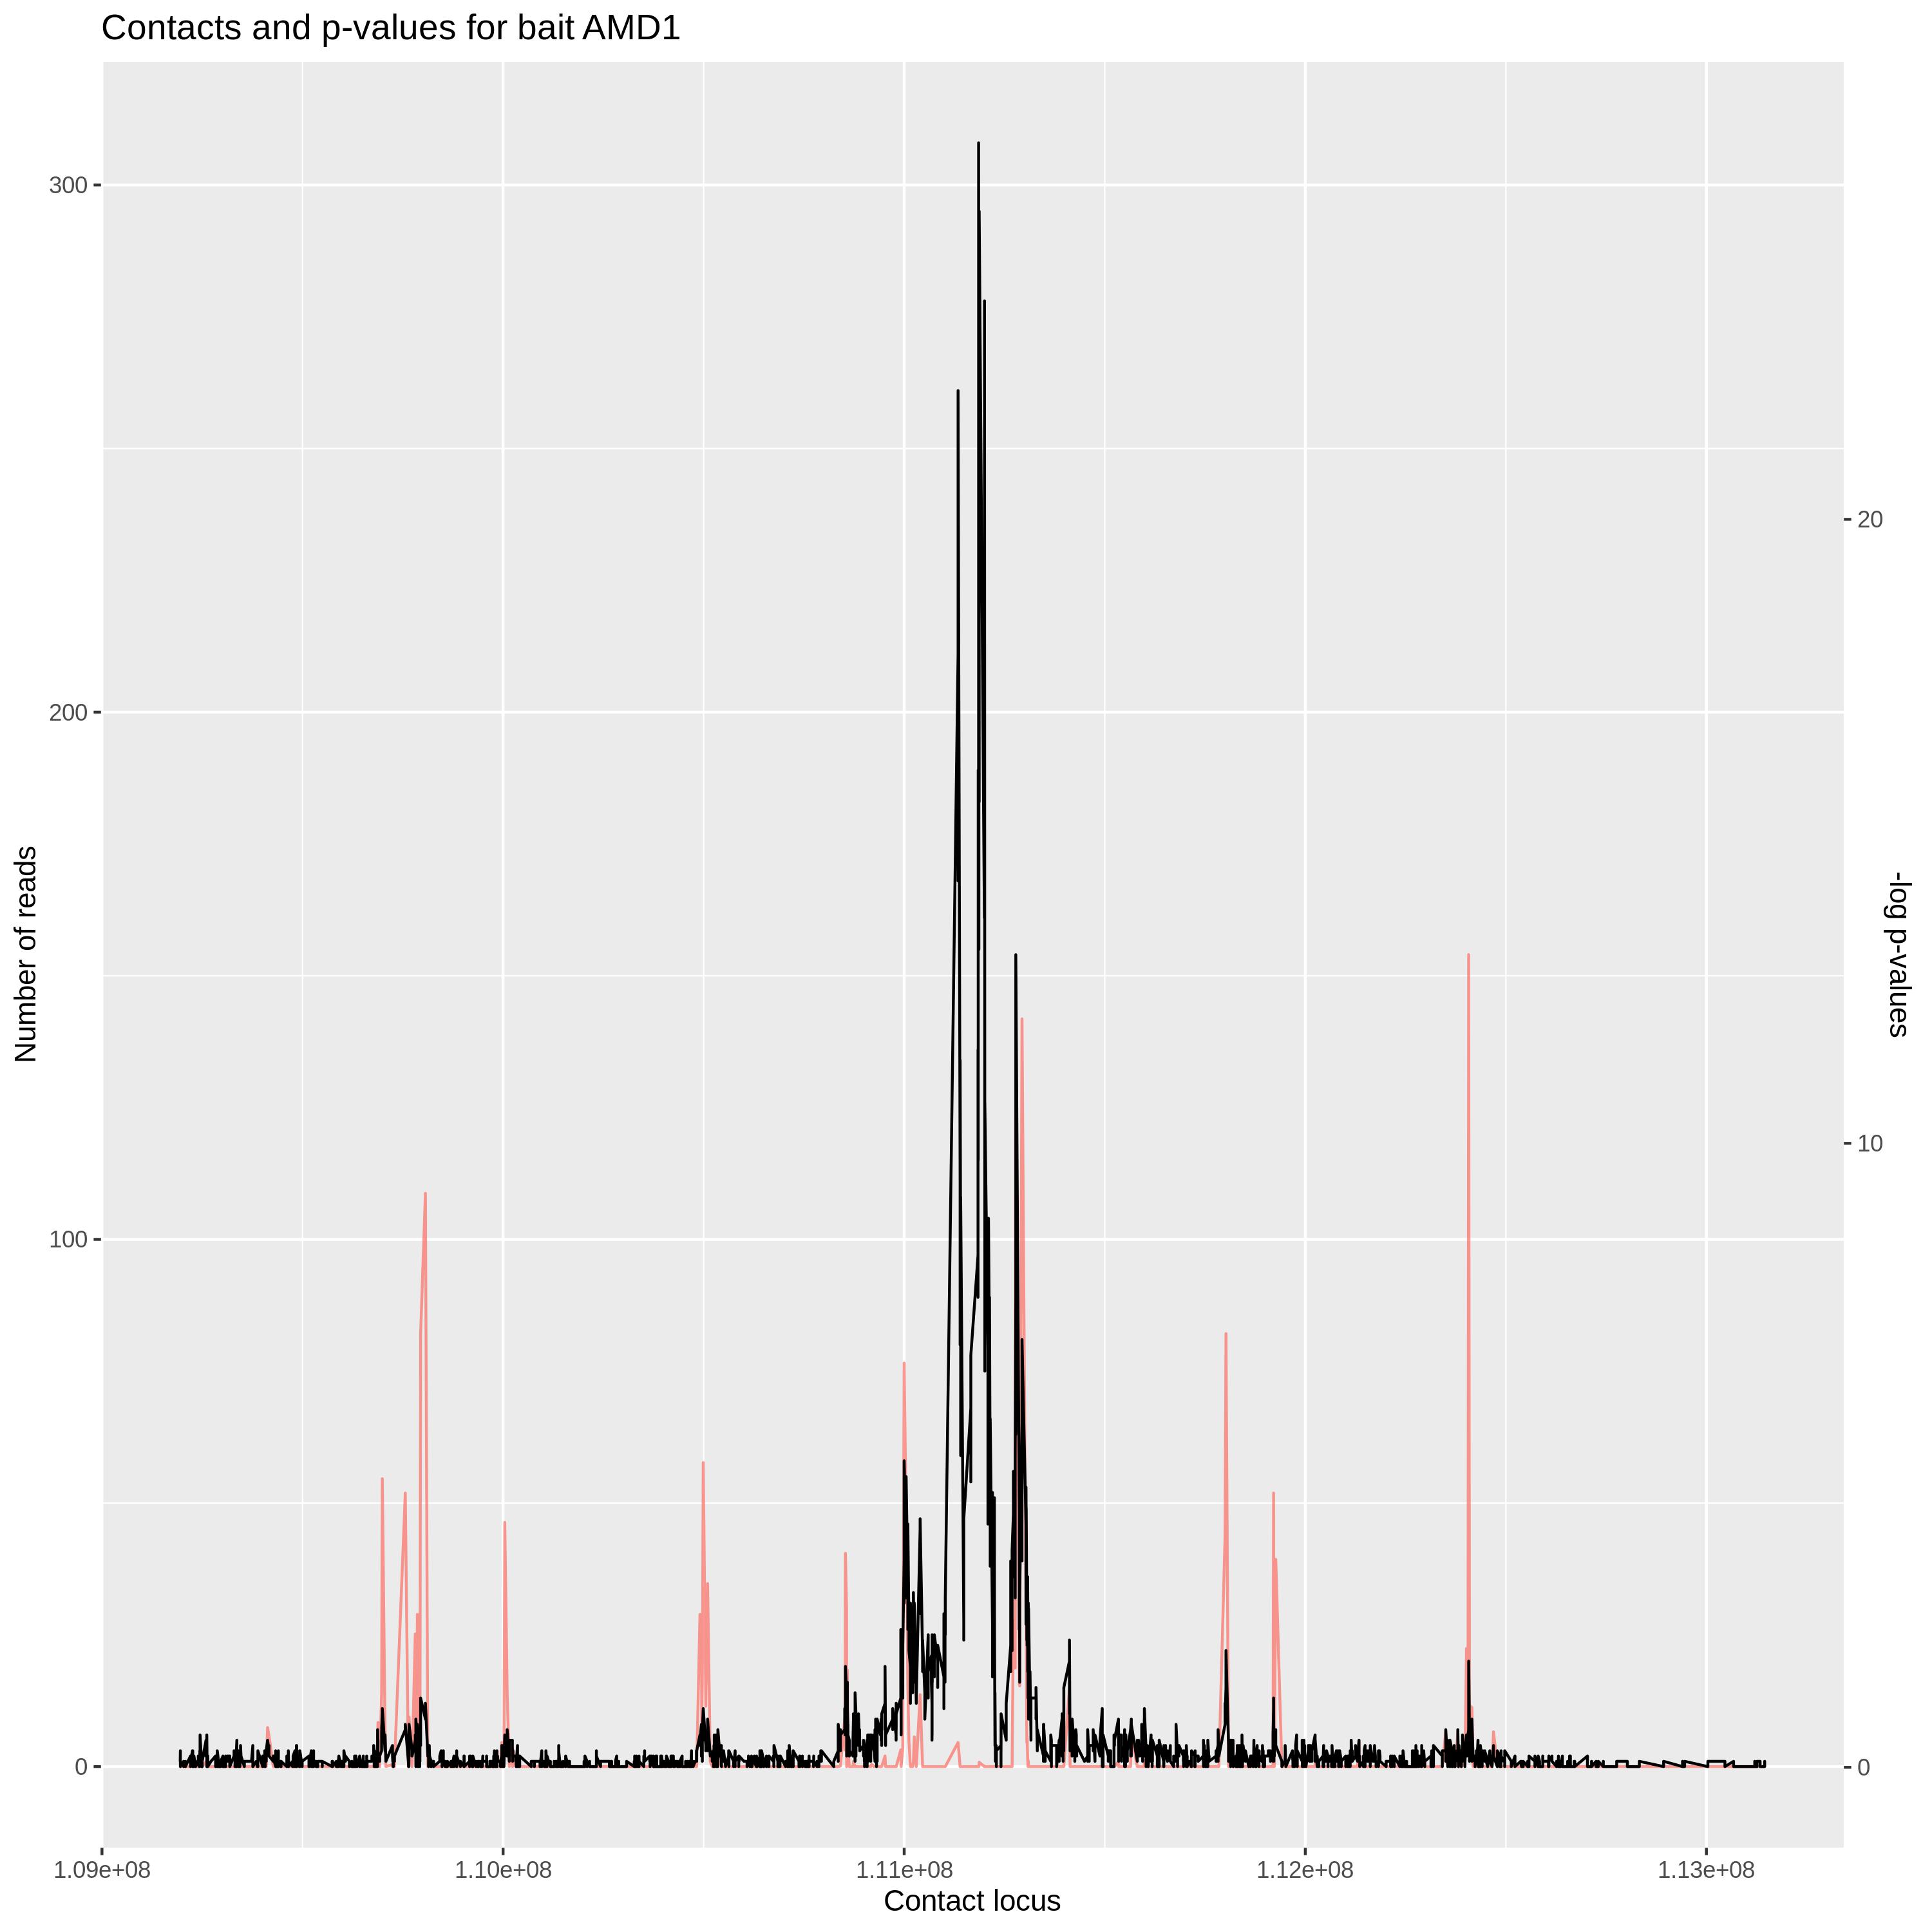 Contacts and p-values for bait AMD1
300
200
100
0
20
10
0
Number of reads
-log p-values
1.09e+08
1.10e+08
1.11e+08
1.12e+08
1.13e+08
Contact locus